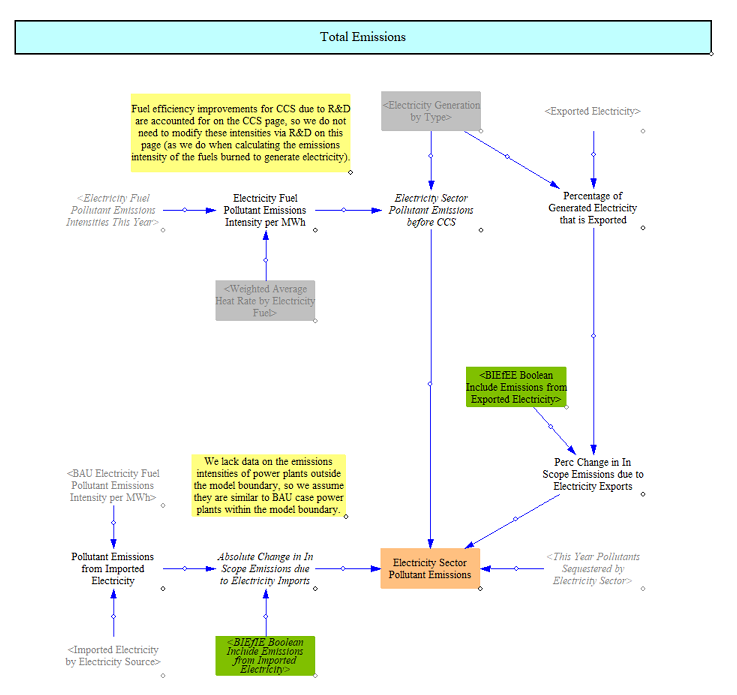 Total Emissions
Fuel efficiency improvements for CCS due to R&D
are accounted for on the CCS page, so we do not
need to modify these intensities via R&D on this
page (as we do when calculating the emissions
intensity of the fuels burned to generate electricity).
<Electricity Generation
by Type>
<Exported Electricity>
<Electricity Fuel
Pollutant Emissions
Intensities This Year>
Electricity Fuel
Pollutant Emissions
Intensity per MWh
Electricity Sector
Pollutant Emissions
before CCS
Percentage of
Generated Electricity
that is Exported
<Weighted Average
Heat Rate by Electricity
Fuel>
<BIEfEE Boolean
Include Emissions from
Exported Electricity>
<BAU Electricity Fuel
Pollutant Emissions
Intensity per MWh>
We lack data on the emissions
intensities of power plants outside
the model boundary, so we assume
they are similar to BAU case power
plants within the model boundary.
Perc Change in In
Scope Emissions due to
Electricity Exports
Pollutant Emissions
from Imported
Electricity
Absolute Change in In
Scope Emissions due
to Electricity Imports
Electricity Sector
Pollutant Emissions
<This Year Pollutants
Sequestered by
Electricity Sector>
<Imported Electricity
by Electricity Source>
<BIEfIE Boolean
Include Emissions
from Imported
Electricity>